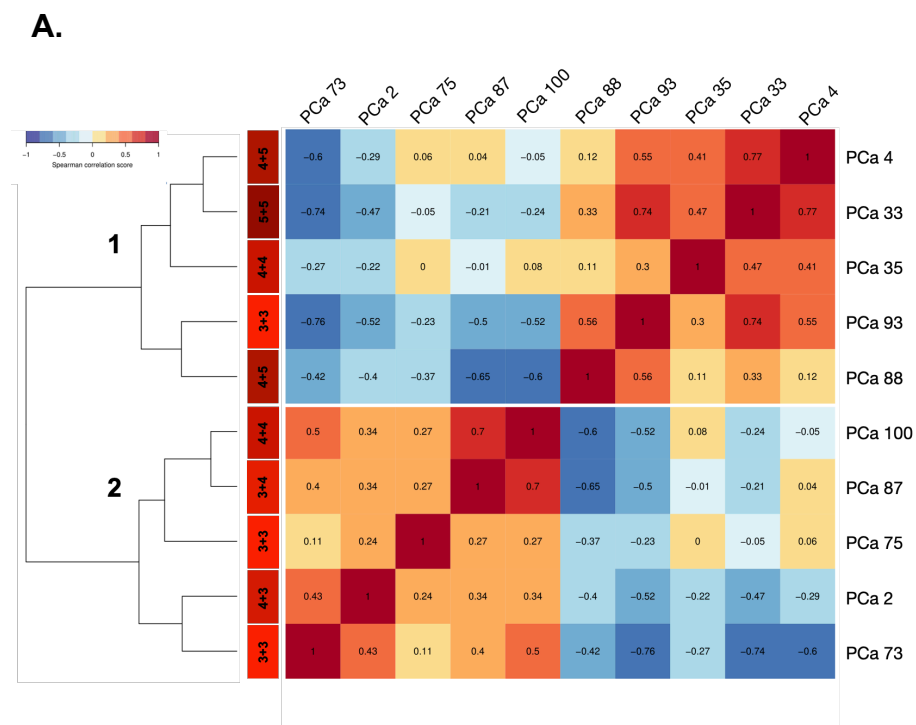 A.
PCa 73 PCa 2 PCa 75 PCa 87 PCa 100 PCa 88 PCa 93 PCa 35 PCa 33 PCa 4
−1 −0.5 0 0.5 1
Spearman correlation score
4+5 −0.6 −0.29 0.06 0.04 −0.05 0.12 0.55 0.41 0.77 1 PCa 4
5+5 −0.74 −0.47 −0.05 −0.21 −0.24 0.33 0.74 0.47 1 0.77 PCa 33
1
4+4 −0.27 −0.22 0 −0.01 0.08 0.11 0.3 1 0.47 0.41 PCa 35
3+3 −0.76 −0.52 −0.23 −0.5 −0.52 0.56 1 0.3 0.74 0.55 PCa 93
4+5 −0.42 −0.4 −0.37 −0.65 −0.6 1 0.56 0.11 0.33 0.12 PCa 88
4+4 0.5 0.34 0.27 0.7 1 −0.6 −0.52 0.08 −0.24 −0.05 PCa 100
2
3+4 0.4 0.34 0.27 1 0.7 −0.65 −0.5 −0.01 −0.21 0.04 PCa 87
3+3 0.11 0.24 1 0.27 0.27 −0.37 −0.23 0 −0.05 0.06 PCa 75
4+3 0.43 1 0.24 0.34 0.34 −0.4 −0.52 −0.22 −0.47 −0.29 PCa 2
3+3 1 0.43 0.11 0.4 0.5 −0.42 −0.76 −0.27 −0.74 −0.6 PCa 73